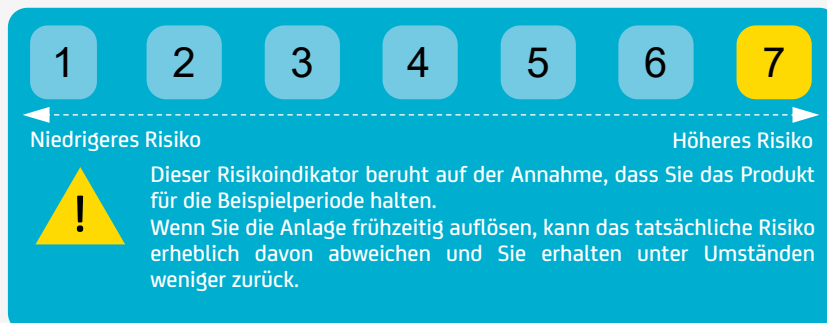 1 2 3 4 5 6 7
Niedrigeres Risiko Höheres Risiko
! Dieser Risikoindikator beruht auf der Annahme, dass Sie das Produkt
für die Beispielperiode halten.
Wenn Sie die Anlage frühzeitig auflösen, kann das tatsächliche Risiko
erheblich davon abweichen und Sie erhalten unter Umständen
weniger zurück.